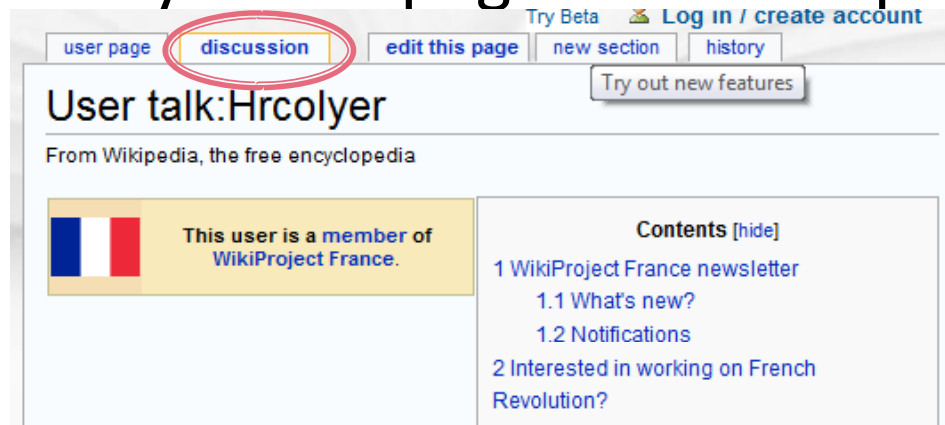 Try Beta Log in / create account
user page discussion edit this page new section history
Try out new features
User talk:Hrcolyer
From Wikipedia, the free encyclopedia
This user is a member of
WikiProject France.
Contents [hide]
1 WikiProject France newsletter
1.1 What's new?
1.2 Notifications
2 Interested in working on French
Revolution?